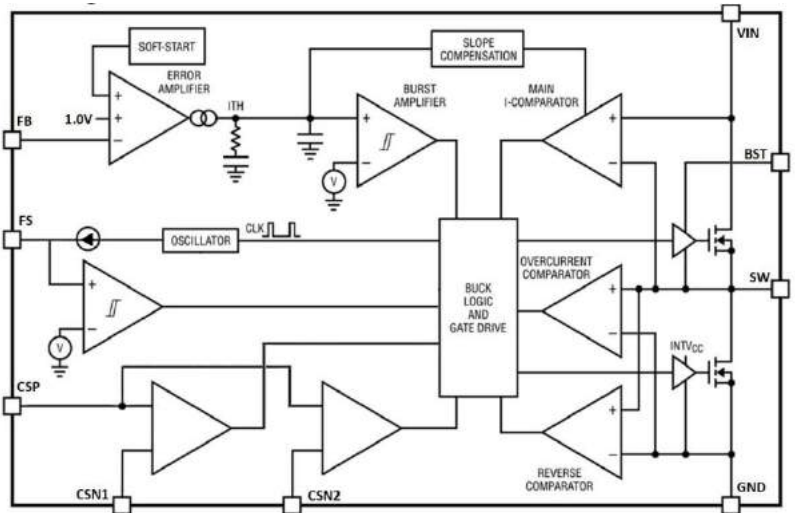 VIN
SOFT-START
SLOPE
COMPENSATION
ERROR
AMPLIFIER
ITH
BURST
AMPLIFIER
MAIN
I-COMPARATOR
+
+
1.0V
−
FB
+
−
V
+
−
BST
FS
OSCILLATOR
CLK
BUCK
LOGIC
AND
GATE DRIVE
OVERCURRENT
COMPARATOR
+
−
SW
+
−
V
INTVCC
CSP
+
−
REVERSE
COMPARATOR
CSN1
CSN2
GND